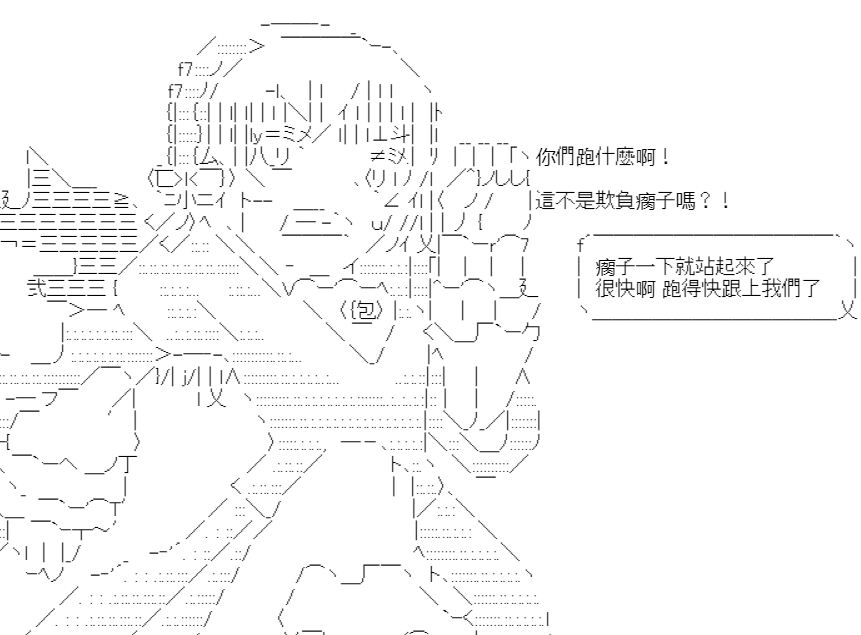 你們跑什麼啊！
這不是欺負瘸子嗎？！
瘸子一下就站起來了
很快啊 跑得快跟上我們了
包